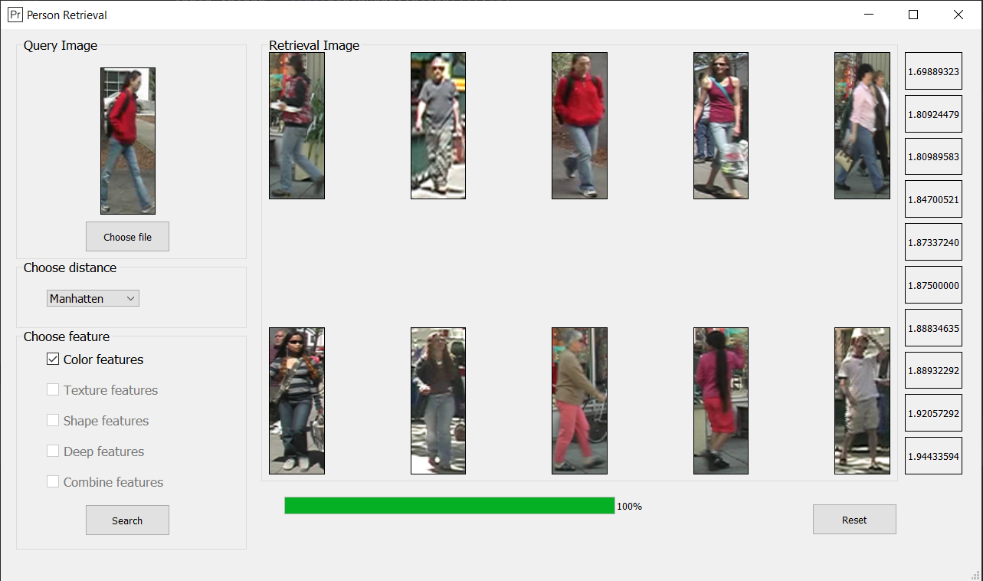 Pr Person Retrieval
Query Image
Choose file
Choose distance
Manhatten
Choose feature
Color features
Texture features
Shape features
Deep features
Combine features
Search
Retrieval Image
1.69889323
1.80924479
1.80989583
1.84700521
1.87337240
1.87500000
1.88834635
1.88932292
1.92057292
1.94433594
100%
Reset